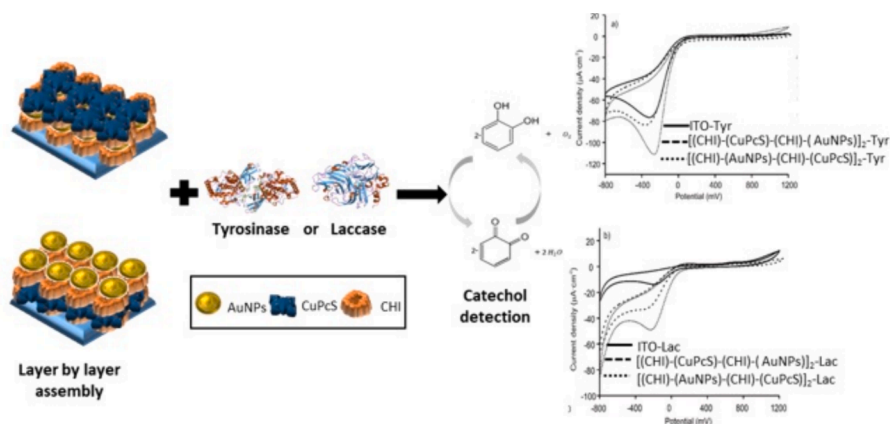 Layer by layer
assembly
Tyrosinase or Laccase
AuNPs CuPcS CHI
OH
OH
2
+ O₂
O
O
2
+ 2 H₂O
Catechol
detection
a)
Current density (μA·cm⁻²)
20
0
-20
-40
-60
-80
-100
-120
ITO-Tyr
[(CHI)-(CuPcS)-(CHI)-( AuNPs)]₂-Tyr
[(CHI)-(AuNPs)-(CHI)-(CuPcS)]₂-Tyr
-800 -400 0 400 800 1200
Potential (mV)
b)
Current density (μA·cm⁻²)
40
20
0
-20
-40
-60
-80
-100
ITO-Lac
[(CHI)-(CuPcS)-(CHI)-( AuNPs)]₂-Lac
[(CHI)-(AuNPs)-(CHI)-(CuPcS)]₂-Lac
-800 -400 0 400 800 1200
Potential (mV)